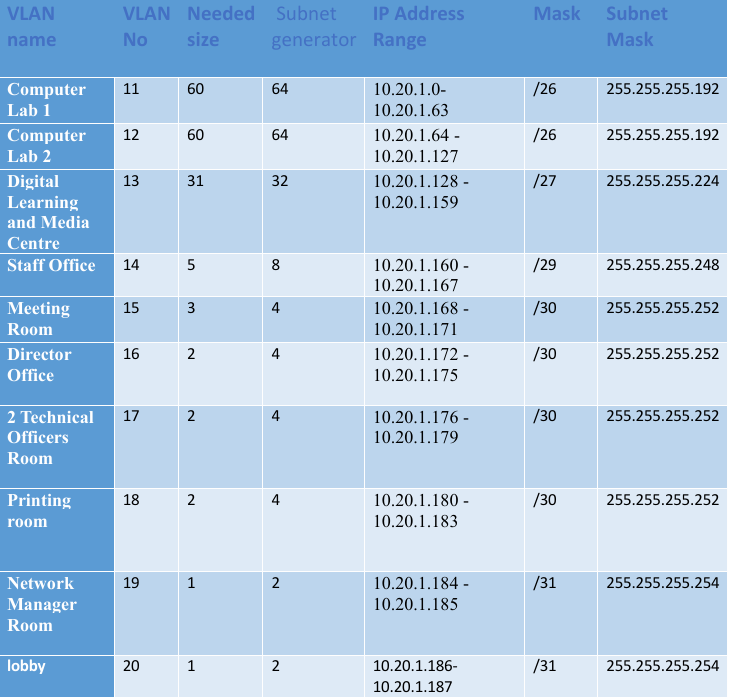 VLAN name VLAN No Needed size Subnet generator IP Address Range Mask Subnet Mask
Computer Lab 1 11 60 64 10.20.1.0- 10.20.1.63 /26 255.255.255.192
Computer Lab 2 12 60 64 10.20.1.64 - 10.20.1.127 /26 255.255.255.192
Digital Learning and Media Centre 13 31 32 10.20.1.128 - 10.20.1.159 /27 255.255.255.224
Staff Office 14 5 8 10.20.1.160 - 10.20.1.167 /29 255.255.255.248
Meeting Room 15 3 4 10.20.1.168 - 10.20.1.171 /30 255.255.255.252
Director Office 16 2 4 10.20.1.172 - 10.20.1.175 /30 255.255.255.252
2 Technical Officers Room 17 2 4 10.20.1.176 - 10.20.1.179 /30 255.255.255.252
Printing room 18 2 4 10.20.1.180 - 10.20.1.183 /30 255.255.255.252
Network Manager Room 19 1 2 10.20.1.184 - 10.20.1.185 /31 255.255.255.254
lobby 20 1 2 10.20.1.186- 10.20.1.187 /31 255.255.255.254